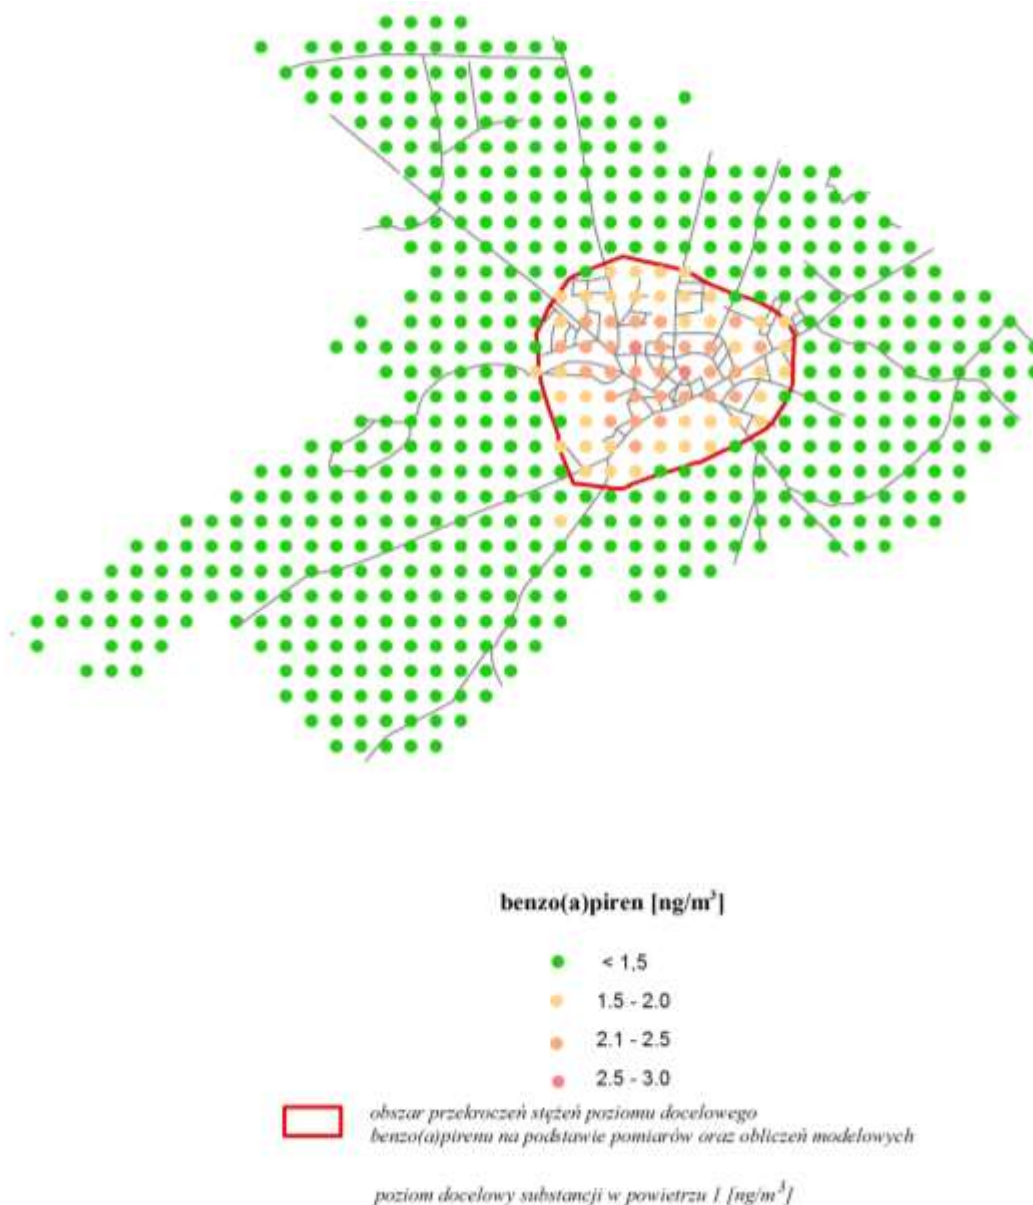 benzo(a)piren [ng/m³]
< 1,5
1.5 - 2.0
2.1 - 2.5
2.5 - 3.0
obszar przekroczeń stężeń poziomu docelowego
benzo(a)pirenu na podstawie pomiarów oraz obliczeń modelowych
poziom docelowy substancji w powietrzu 1 [ng/m³]